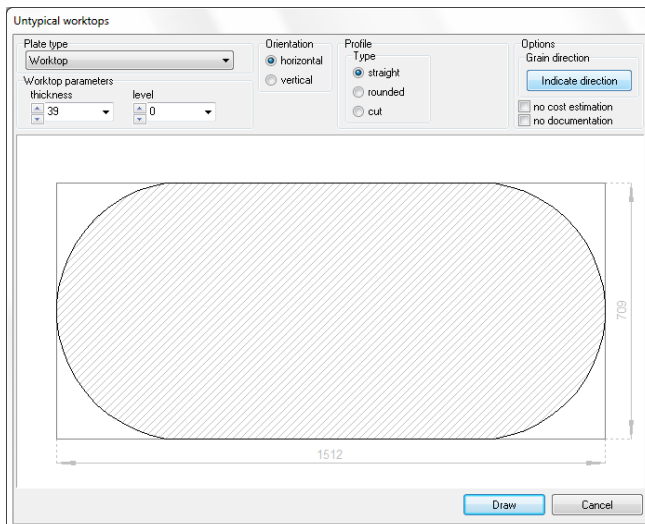 Untypical worktops
Plate type
Worktop
Worktop parameters
thickness
level
39
0
Orientation
horizontal
vertical
Profile
Type
straight
rounded
cut
Options
Grain direction
Indicate direction
no cost estimation
no documentation
709
1512
Draw
Cancel